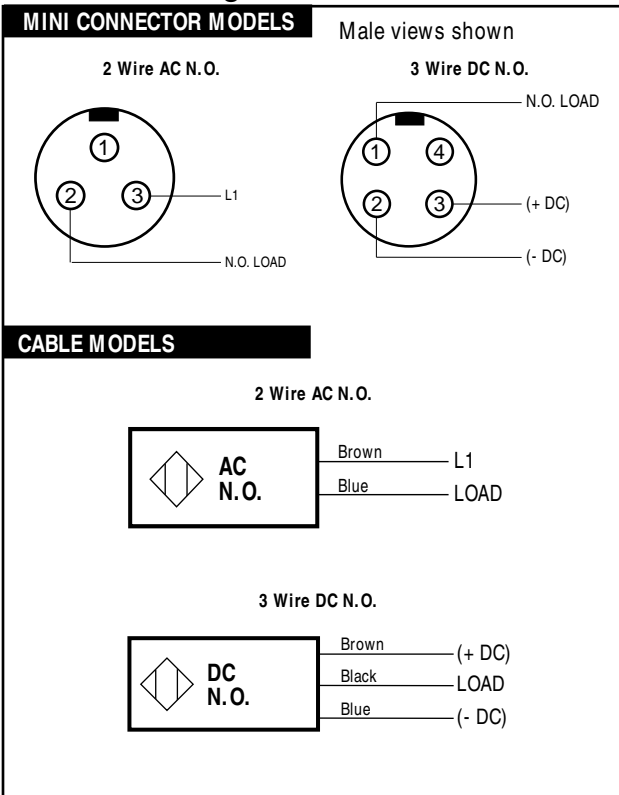 MINI CONNECTOR MODELS
Male views shown
2 Wire AC N.O.
3 Wire DC N.O.
1
2
3
L1
N.O. LOAD
N.O. LOAD
1
4
2
3
(+ DC)
(- DC)
CABLE MODELS
2 Wire AC N.O.
AC
N.O.
Brown
L1
Blue
LOAD
3 Wire DC N.O.
DC
N.O.
Brown
(+ DC)
Black
LOAD
Blue
(- DC)